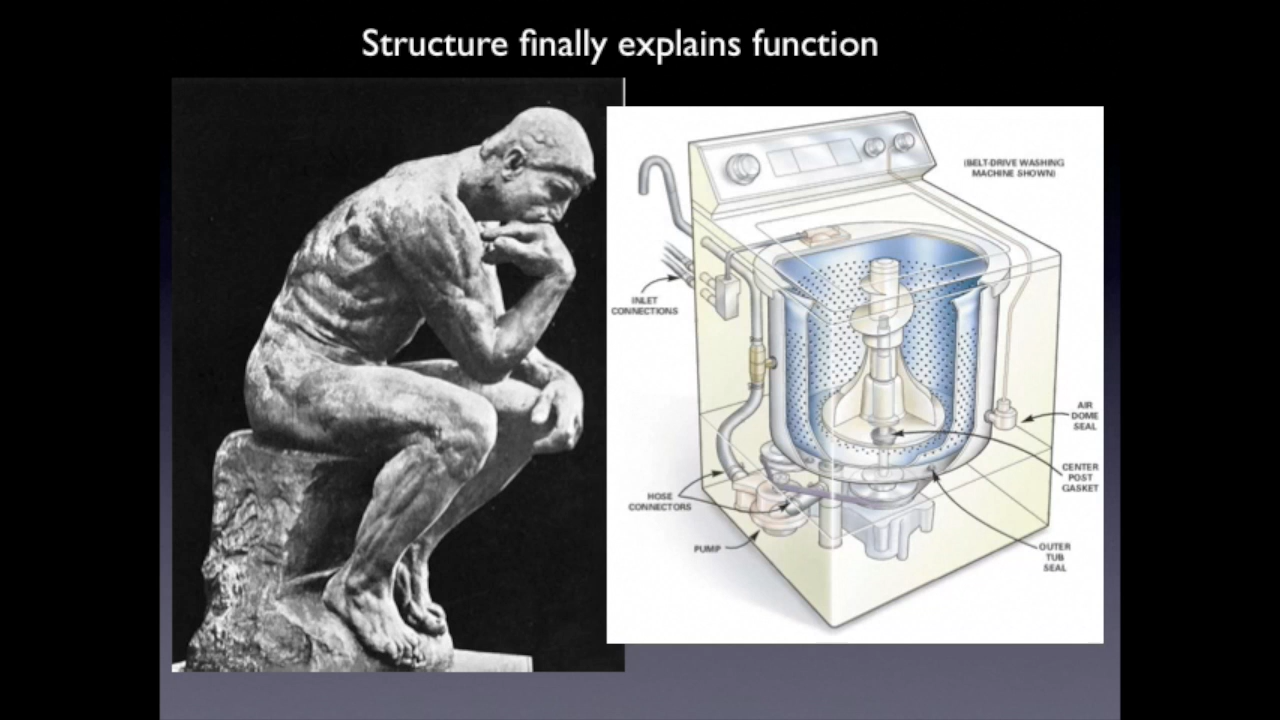 Structure finally explains function
(BELT-DRIVE WASHING
MACHINE SHOWN)
INLET
CONNECTIONS
AIR
DOME
SEAL
CENTER
POST
GASKET
HOSE
CONNECTORS
PUMP
OUTER
TUB
SEAL